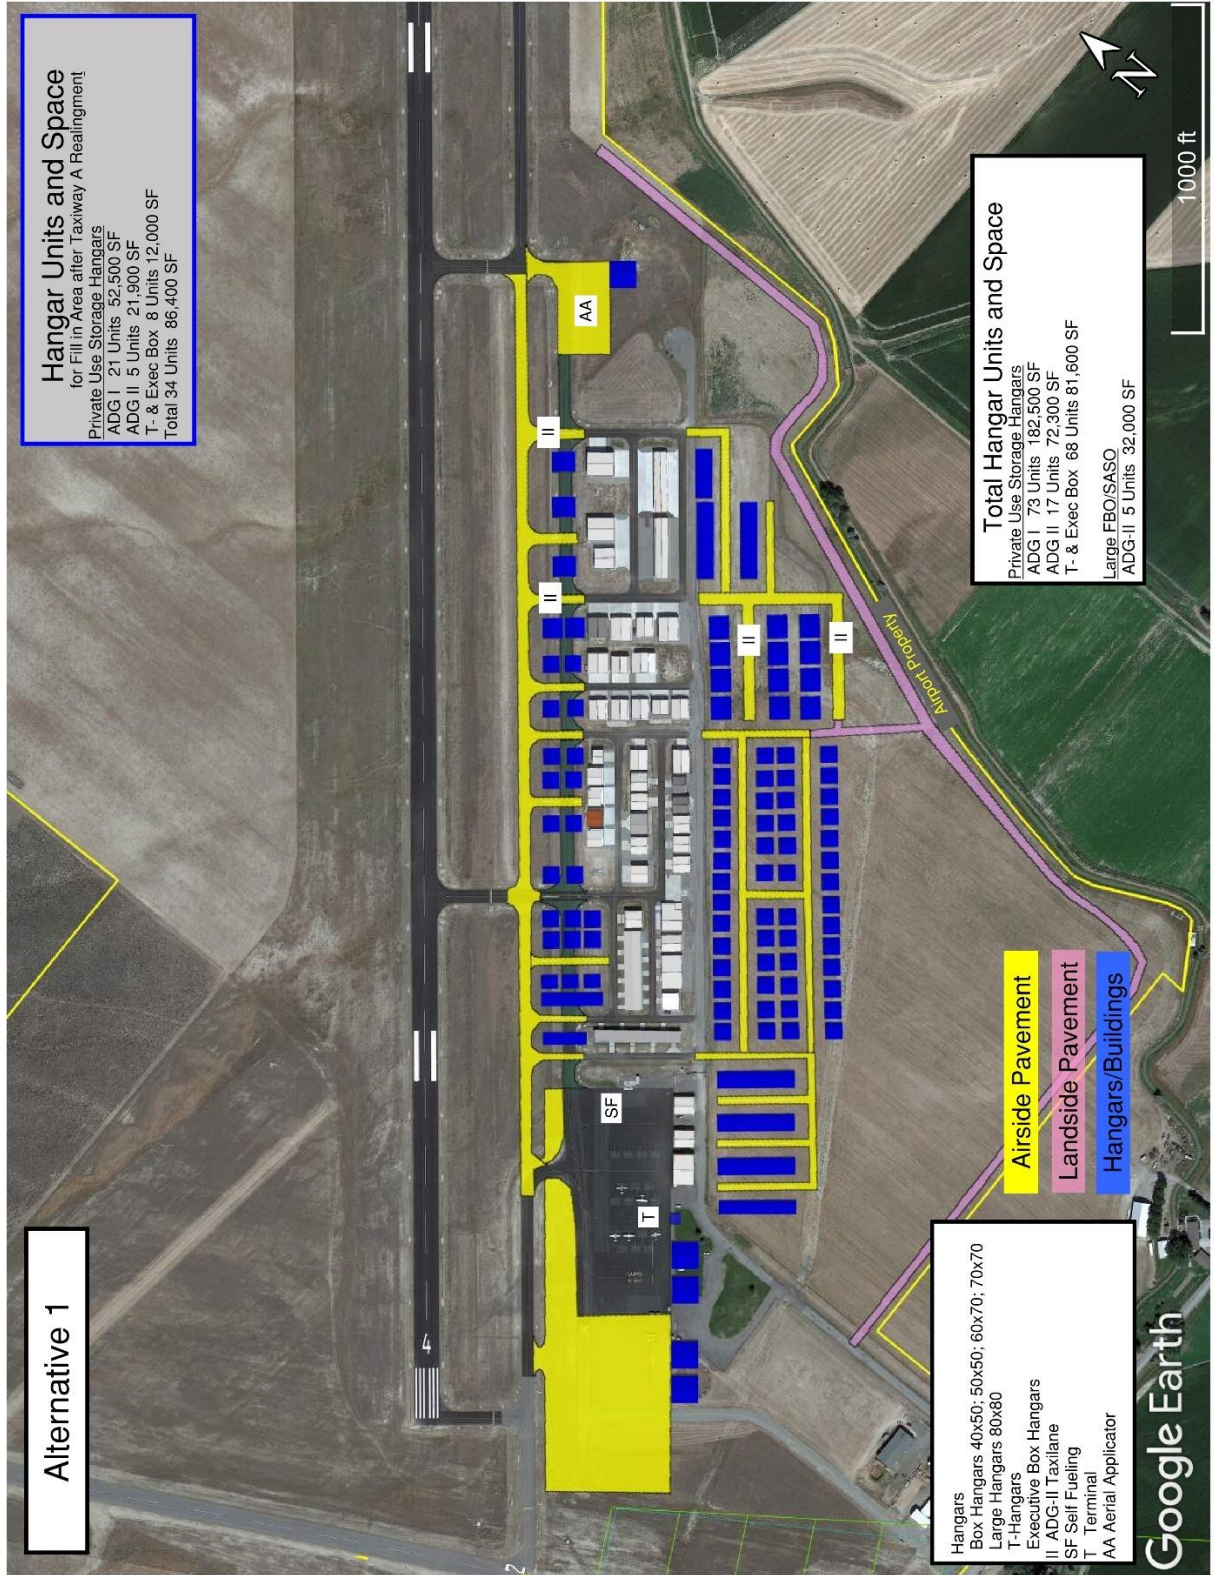 Alternative 1
Hangar Units and Space
for Fill in Area after Taxiway A Realingment
Private Use Storage Hangars
ADG I 21 Units 52,500 SF
ADG II 5 Units 21,900 SF
T- & Exec Box 8 Units 12,000 SF
Total 34 Units 86,400 SF
4
2
II
II
AA
SF
T
II
II
Airport Property
N
1000 ft
Total Hangar Units and Space
Private Use Storage Hangars
ADG I 73 Units 182,500 SF
ADG II 17 Units 72,300 SF
T- & Exec Box 68 Units 81,600 SF
Large FBO/SASO
ADG-II 5 Units 32,000 SF
Airside Pavement
Landside Pavement
Hangars/Buildings
Hangars
Box Hangars 40x50; 50x50; 60x70; 70x70
Large Hangars 80x80
T-Hangars
Executive Box Hangars
II ADG-II Taxilane
SF Self Fueling
T Terminal
AA Aerial Applicator
Google Earth